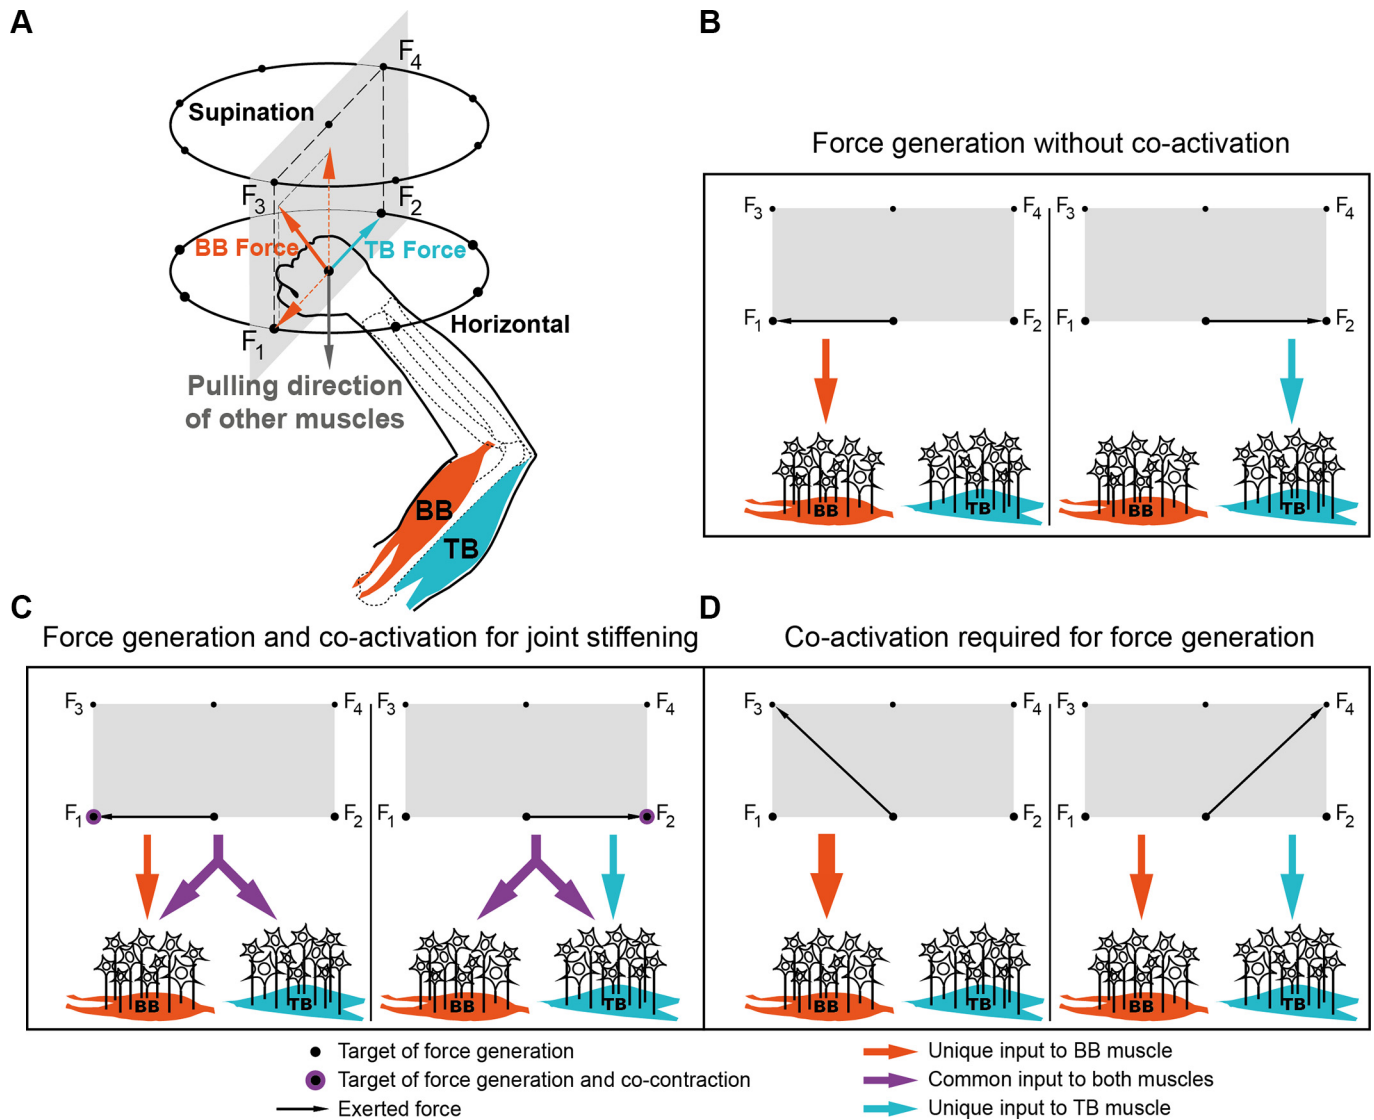 A
F4
Supination
F3
F2
BB Force
TB Force
F1
Horizontal
Pulling direction
of other muscles
BB
TB
B
Force generation without co-activation
F3
F4
F3
F4
F1
F2
F1
F2
BB
TB
BB
TB
C
Force generation and co-activation for joint stiffening
F3
F4
F3
F4
F1
F2
F1
F2
BB
TB
BB
TB
D
Co-activation required for force generation
F3
F4
F3
F4
F1
F2
F1
F2
BB
TB
BB
TB
Target of force generation
Target of force generation and co-contraction
Exerted force
Unique input to BB muscle
Common input to both muscles
Unique input to TB muscle